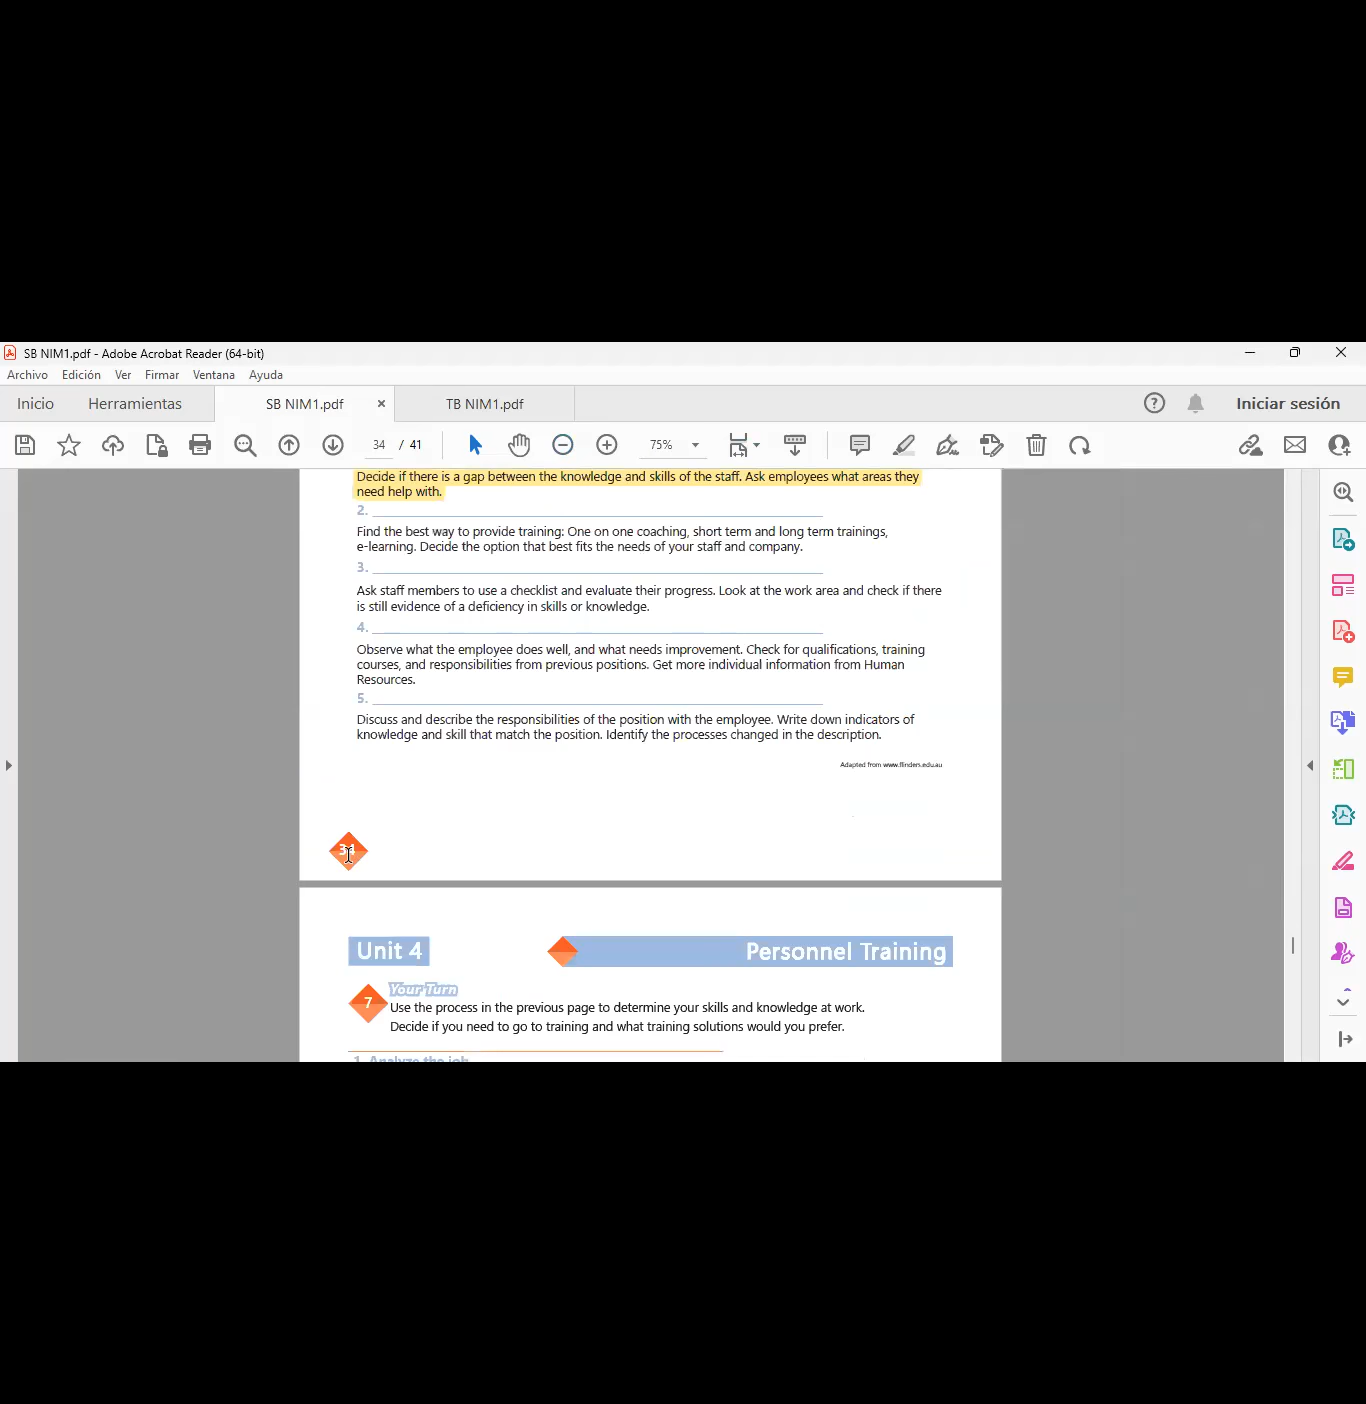 SB NIM1.pdf - Adobe Acrobat Reader (64-bit)
Archivo Edición Ver Firmar Ventana Ayuda
Inicio Herramientas SB NIM1.pdf × TB NIM1.pdf Iniciar sesión
34 / 41 75%
Decide if there is a gap between the knowledge and skills of the staff. Ask employees what areas they
need help with.
2.
Find the best way to provide training: One on one coaching, short term and long term trainings,
e-learning. Decide the option that best fits the needs of your staff and company.
3.
Ask staff members to use a checklist and evaluate their progress. Look at the work area and check if there
is still evidence of a deficiency in skills or knowledge.
4.
Observe what the employee does well, and what needs improvement. Check for qualifications, training
courses, and responsibilities from previous positions. Get more individual information from Human
Resources.
5.
Discuss and describe the responsibilities of the position with the employee. Write down indicators of
knowledge and skill that match the position. Identify the processes changed in the description.
Adapted from www.flinders.edu.au
34
Unit 4 Personnel Training
Your Turn
7 Use the process in the previous page to determine your skills and knowledge at work.
Decide if you need to go to training and what training solutions would you prefer.
1. Analyze the job